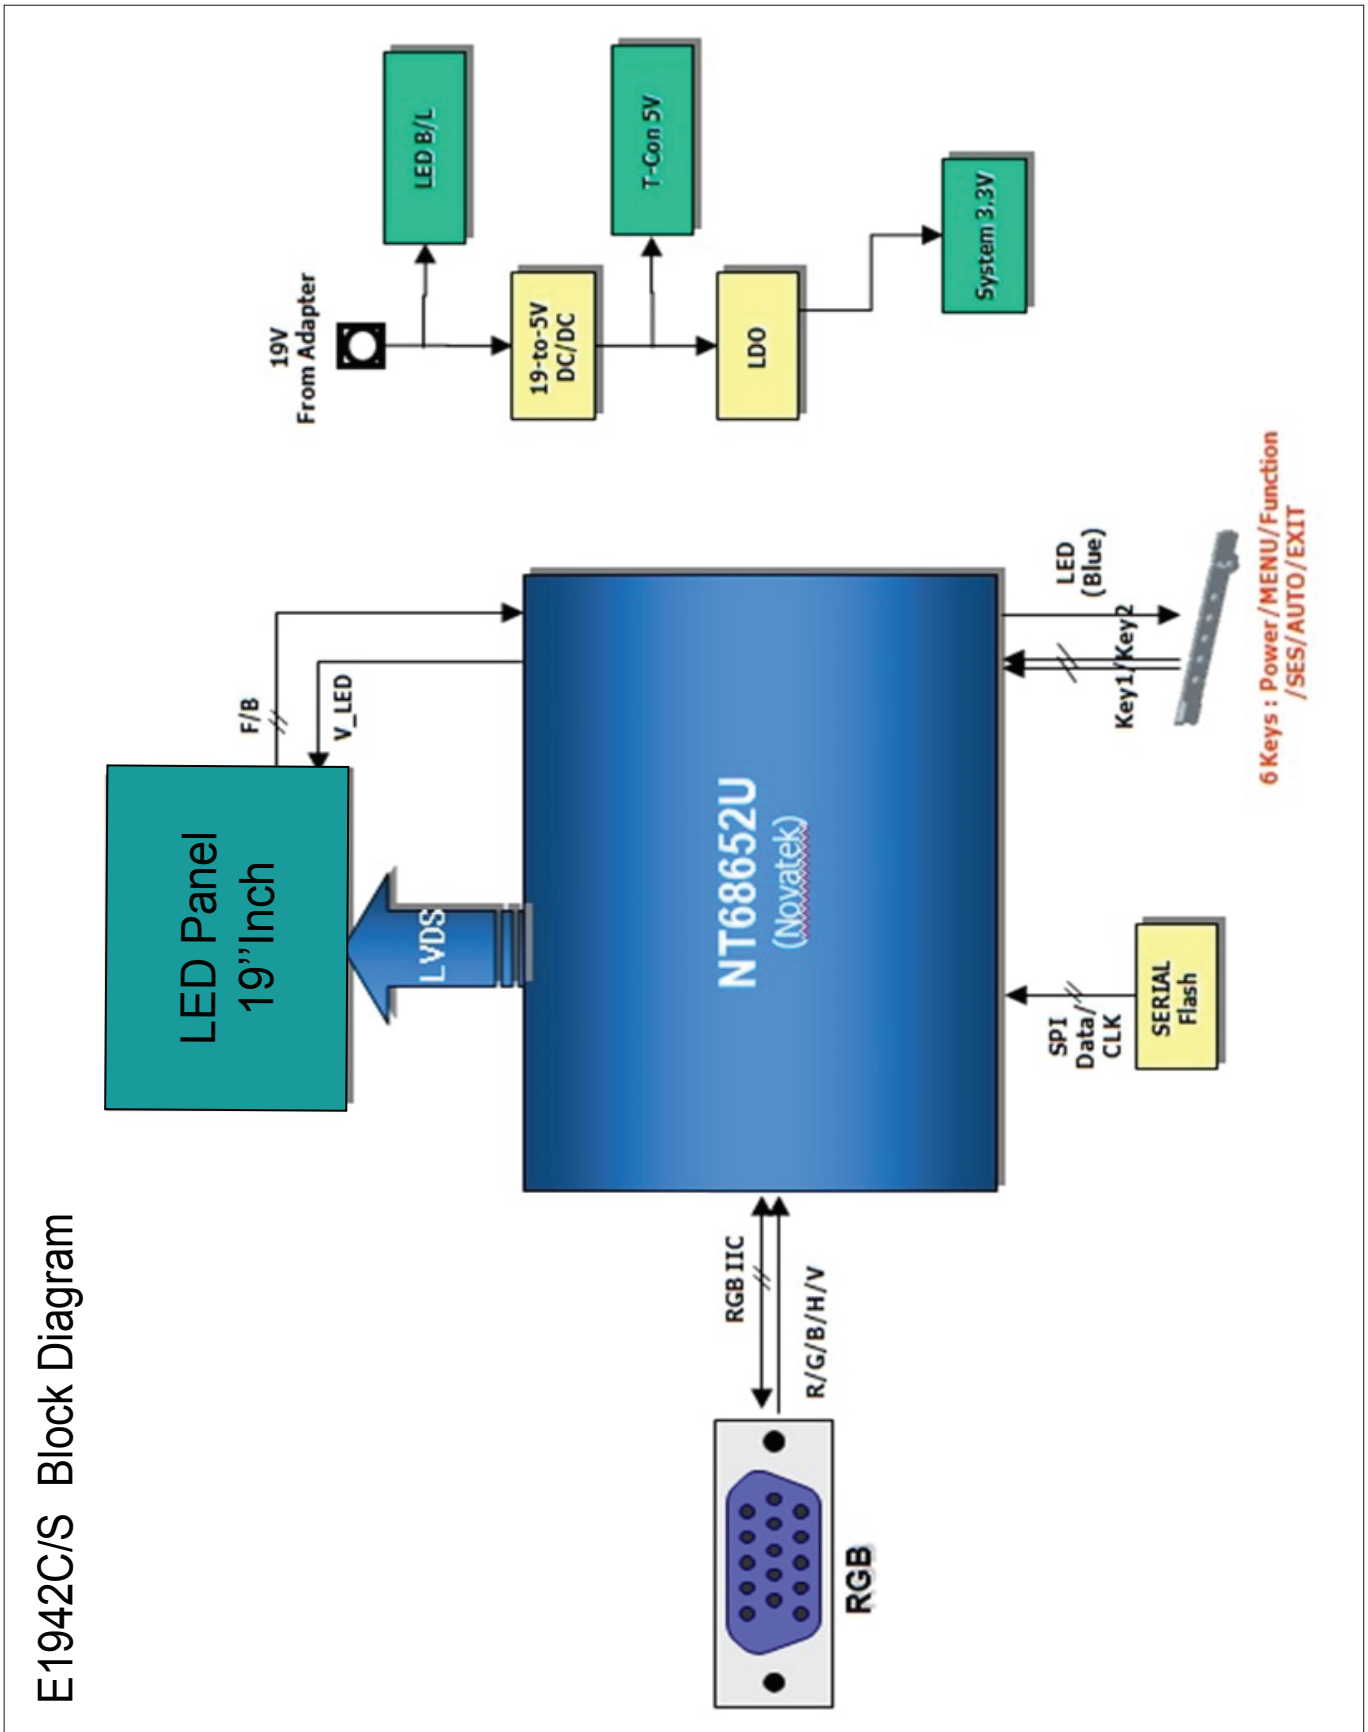 E1942C/S Block Diagram
LED Panel
19”Inch
F/B
V_LED
LVDS
NT68652U
(Novatek)
RGB IIC
R/G/B/H/V
RGB
SPI
Data/
CLK
SERIAL
Flash
LED
(Blue)
Key1/Key2
6 Keys : Power/MENU/Function
/SES/AUTO/EXIT
19V
From Adapter
LED B/L
19-to-5V
DC/DC
T-Con 5V
LDO
System 3.3V